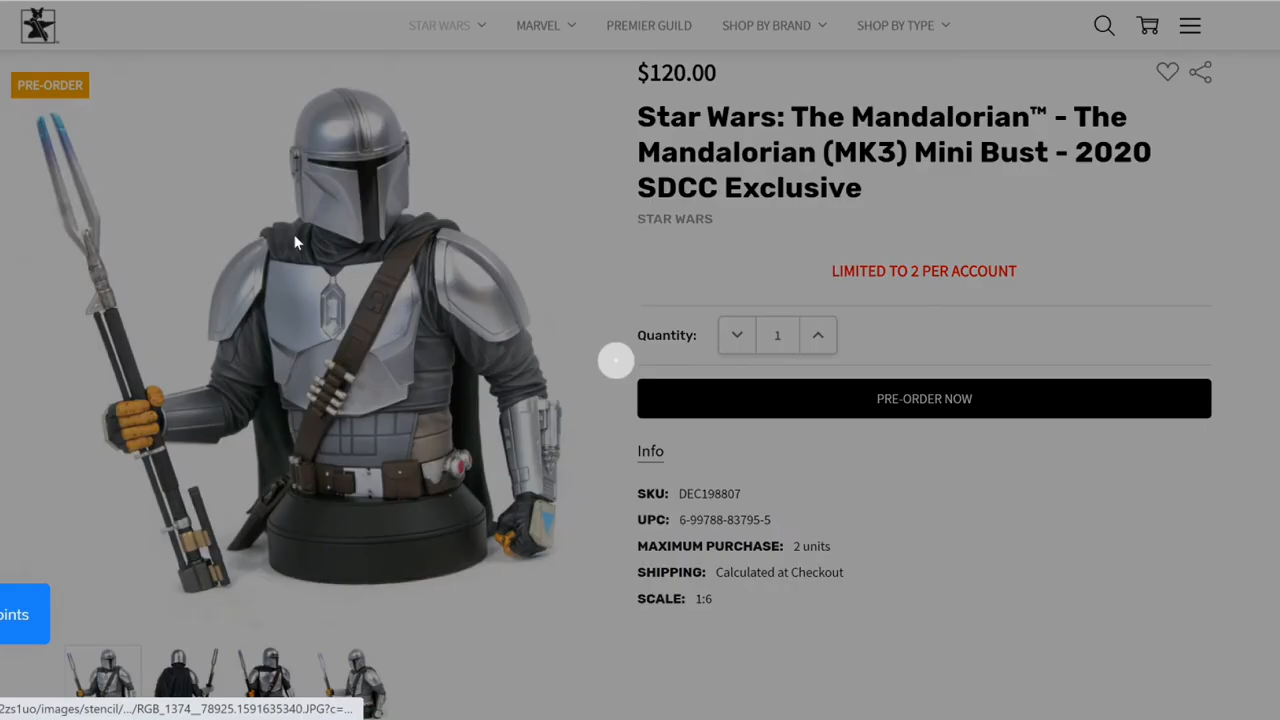 STAR WARS
MARVEL
PREMIER GUILD
SHOP BY BRAND
SHOP BY TYPE
PRE-ORDER
$120.00
Star Wars: The Mandalorian™ - The
Mandalorian (MK3) Mini Bust - 2020
SDCC Exclusive
STAR WARS
LIMITED TO 2 PER ACCOUNT
Quantity: 1
PRE-ORDER NOW
Info
SKU: DEC198807
UPC: 6-99788-83795-5
MAXIMUM PURCHASE: 2 units
SHIPPING: Calculated at Checkout
SCALE: 1:6
oints
2zs1uo/images/stencil/.../RGB_1374__78925.1591635340.JPG?c=...